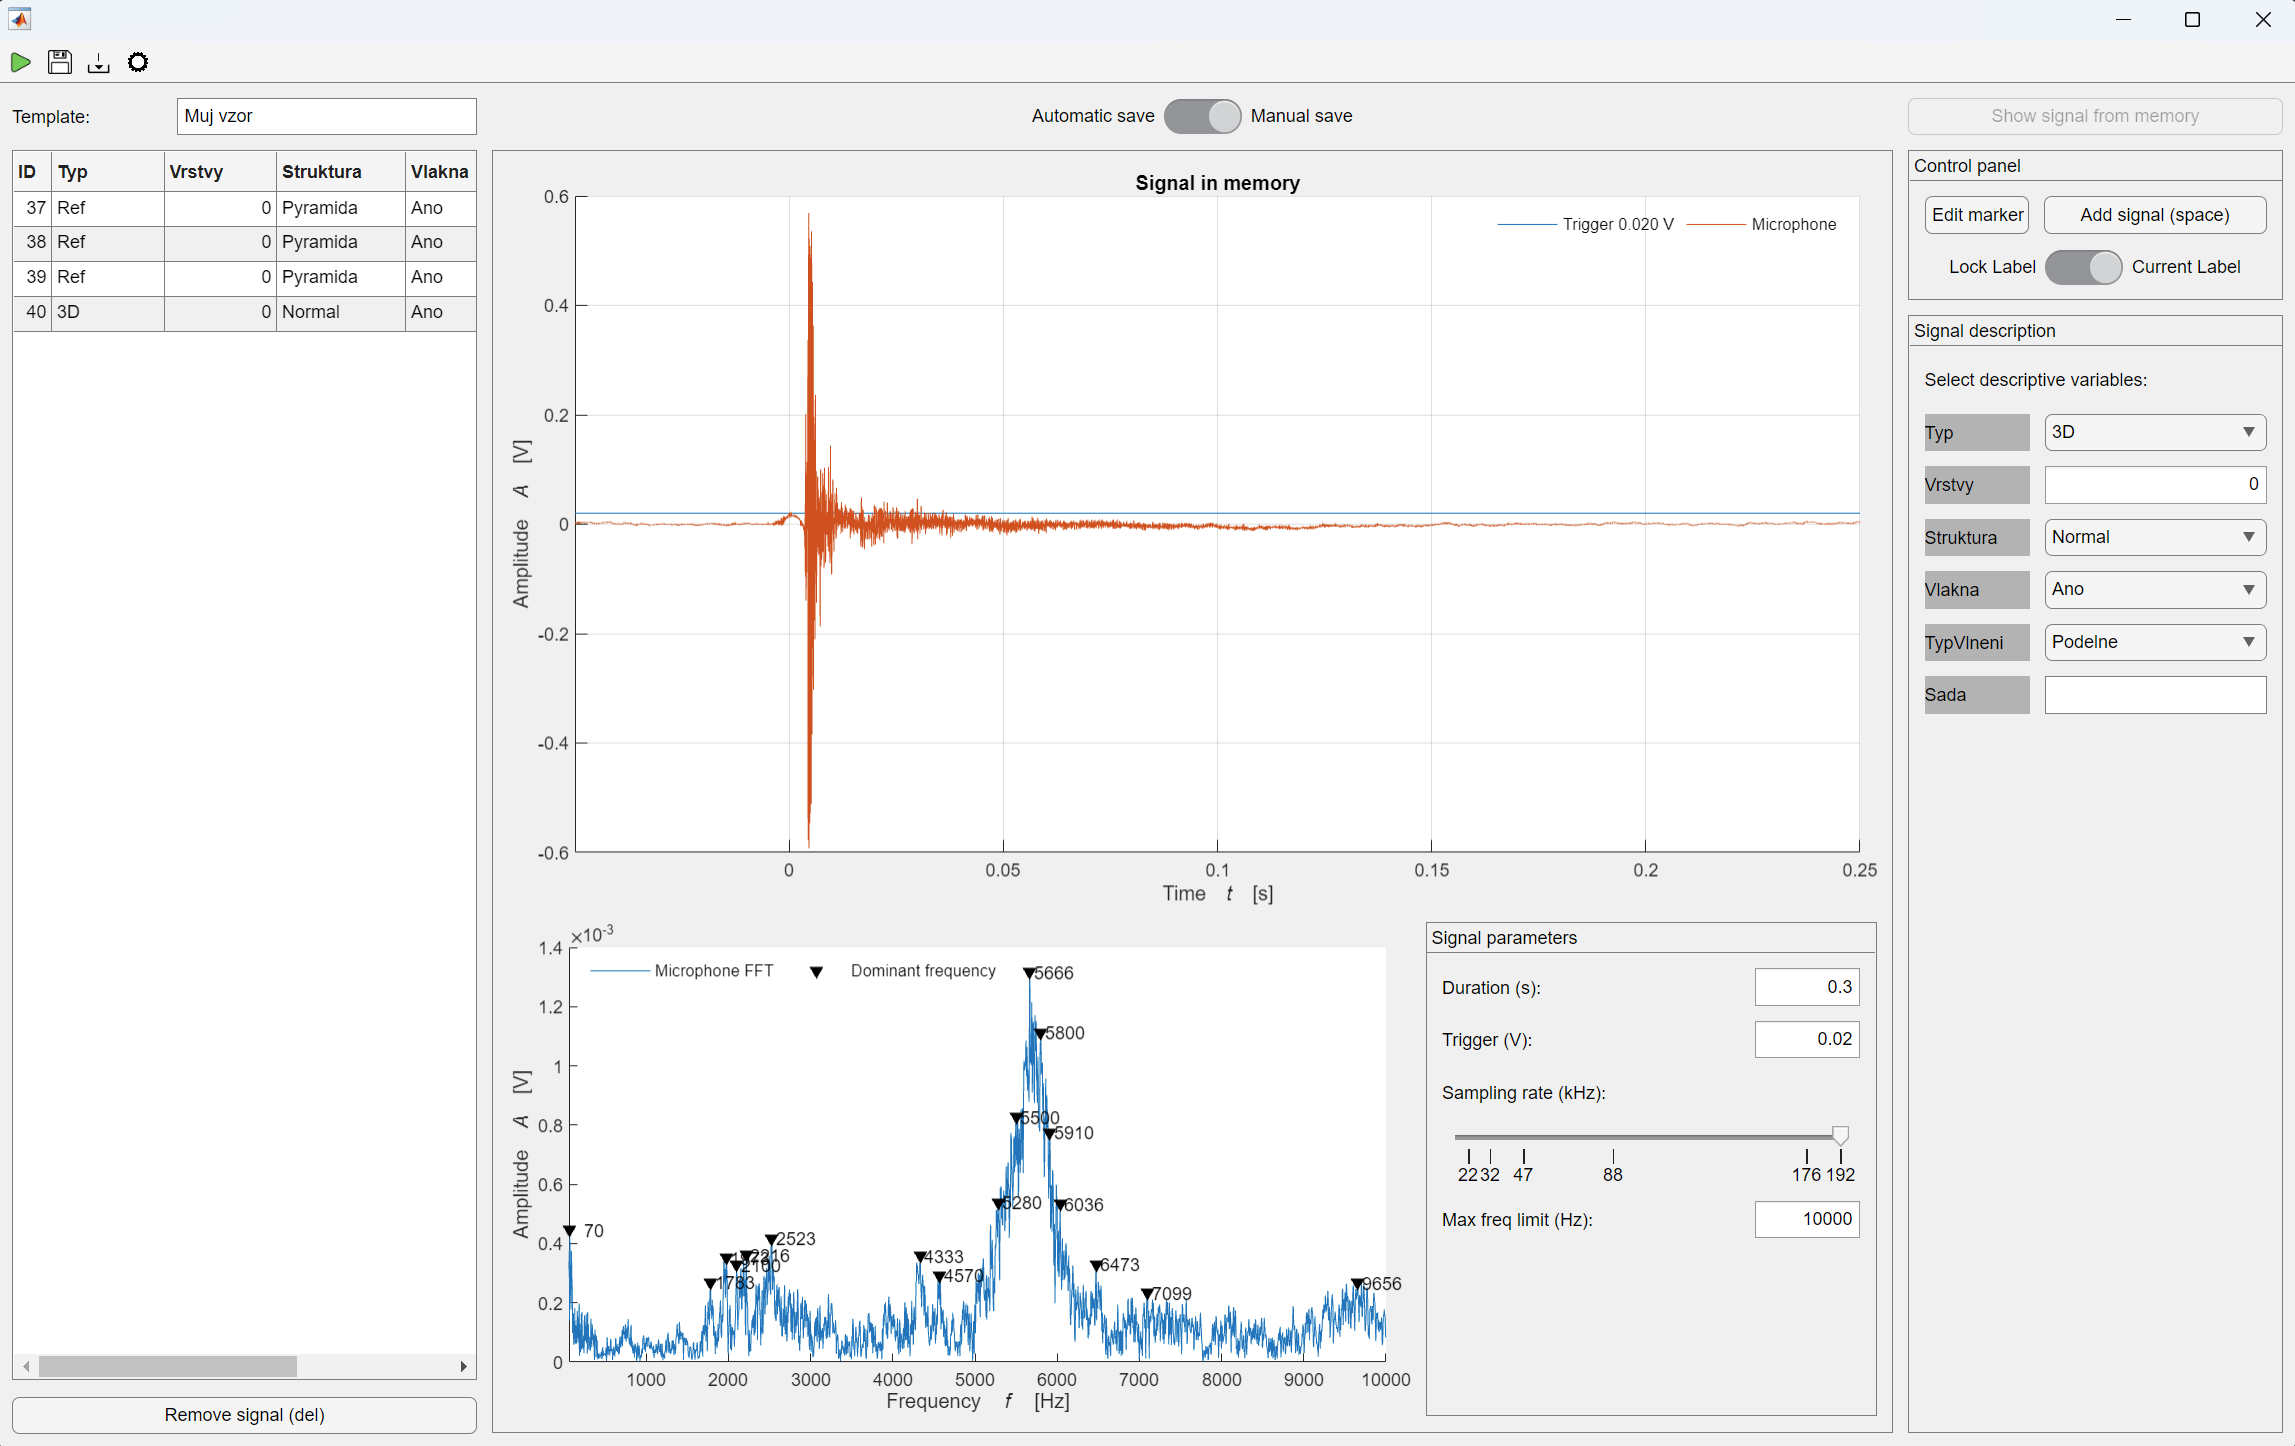 Template: Muj vzor
Automatic save Manual save
Show signal from memory
ID Typ Vrstvy Struktura Vlakna
37 Ref 0 Pyramida Ano
38 Ref 0 Pyramida Ano
39 Ref 0 Pyramida Ano
40 3D 0 Normal Ano
Remove signal (del)
Signal in memory
Trigger 0.020 V Microphone
0.6
0.4
0.2
0
-0.2
-0.4
-0.6
Amplitude A [V]
0 0.05 0.1 0.15 0.2 0.25
Time t [s]
×10-3
Microphone FFT Dominant frequency
1.4
1.2
1
0.8
0.6
0.4
0.2
0
Amplitude A [V]
5666
5800
5500
5910
5280
6036
70
2523
2216
2100
1783
4333
4570
6473
7099
9656
1000 2000 3000 4000 5000 6000 7000 8000 9000 10000
Frequency f [Hz]
Signal parameters
Duration (s): 0.3
Trigger (V): 0.02
Sampling rate (kHz):
22 32 47 88 176 192
Max freq limit (Hz): 10000
Control panel
Edit marker Add signal (space)
Lock Label Current Label
Signal description
Select descriptive variables:
Typ 3D
Vrstvy 0
Struktura Normal
Vlakna Ano
TypVlneni Podelne
Sada